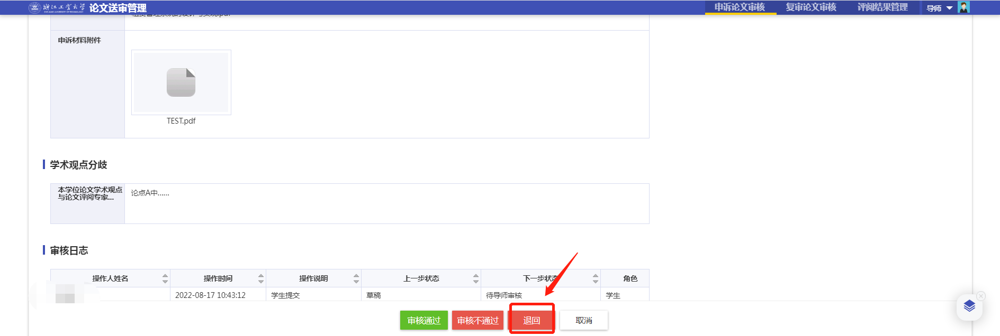 浙江工业大学 论文送审管理
申诉论文审核 复审论文审核 评阅结果管理 导师
申诉材料附件
TEST.pdf
学术观点分歧
本学位论文学术观点
与论文评阅专家...
论点A中......
审核日志
操作人姓名 操作时间 操作说明 上一步状态 下一步状态 角色
2022-08-17 10:43:12 学生提交 草稿 待导师审核 学生
审核通过 审核不通过 退回 取消